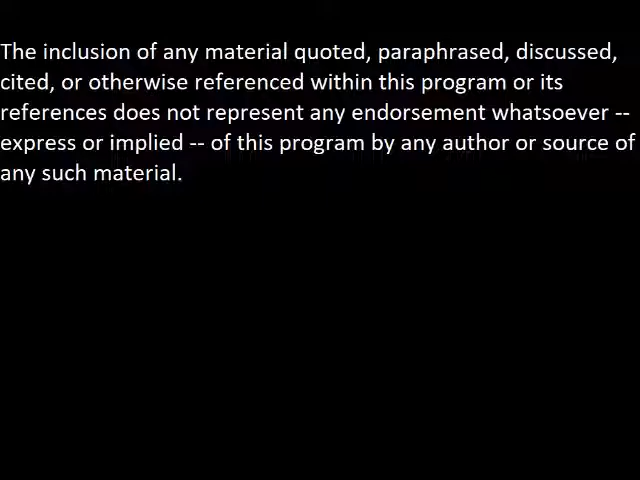 The inclusion of any material quoted, paraphrased, discussed,
cited, or otherwise referenced within this program or its
references does not represent any endorsement whatsoever --
express or implied -- of this program by any author or source of
any such material.